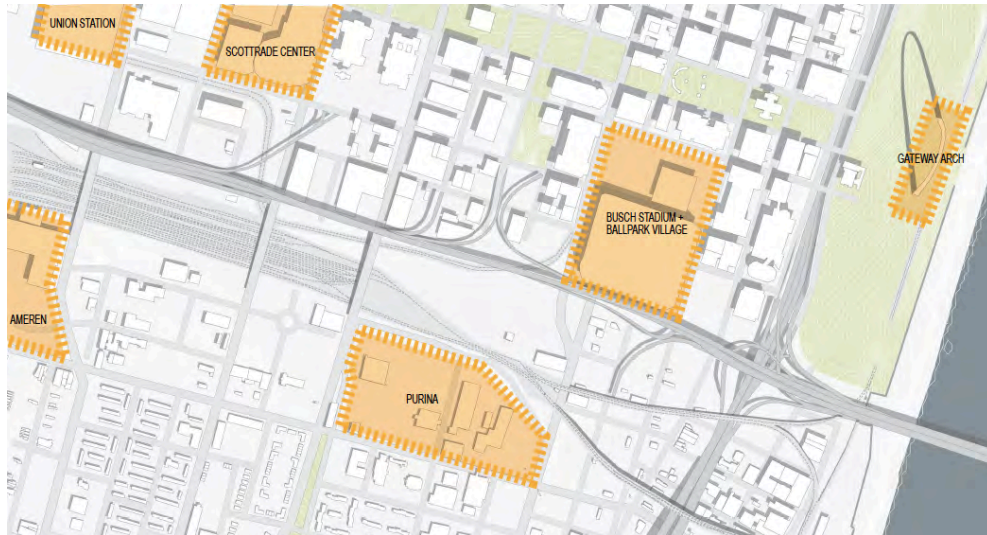 UNION STATION
SCOTTRADE CENTER
GATEWAY ARCH
BUSCH STADIUM +
BALLPARK VILLAGE
AMEREN
PURINA